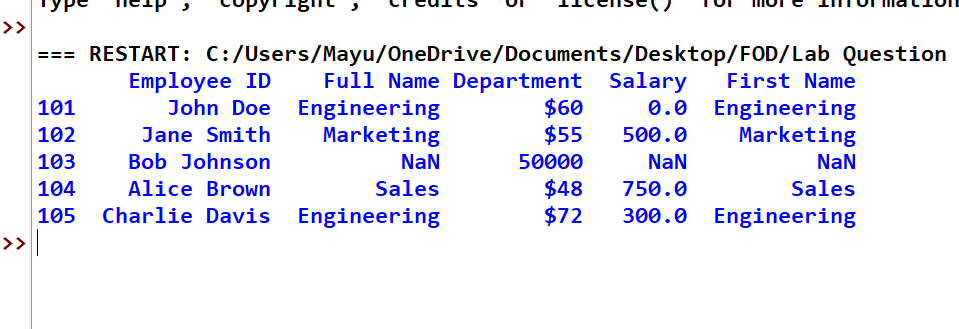 Type "help", "copyright", "credits" or "license()" for more information
>>
=== RESTART: C:/Users/Mayu/OneDrive/Documents/Desktop/FOD/Lab Question
Employee ID Full Name Department Salary First Name
101 John Doe Engineering $60 0.0 Engineering
102 Jane Smith Marketing $55 500.0 Marketing
103 Bob Johnson NaN 50000 NaN NaN
104 Alice Brown Sales $48 750.0 Sales
105 Charlie Davis Engineering $72 300.0 Engineering
>>